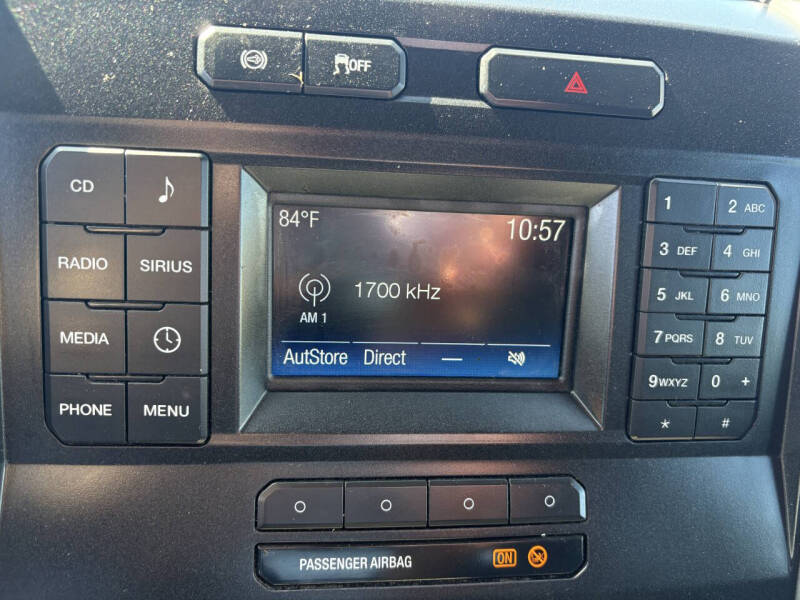 OFF
CD
RADIO SIRIUS
MEDIA
PHONE MENU
84°F 10:57
1700 kHz
AM 1
AutStore Direct —
1 2 ABC
3 DEF 4 GHI
5 JKL 6 MNO
7 PQRS 8 TUV
9 WXYZ 0 +
* #
PASSENGER AIRBAG ON